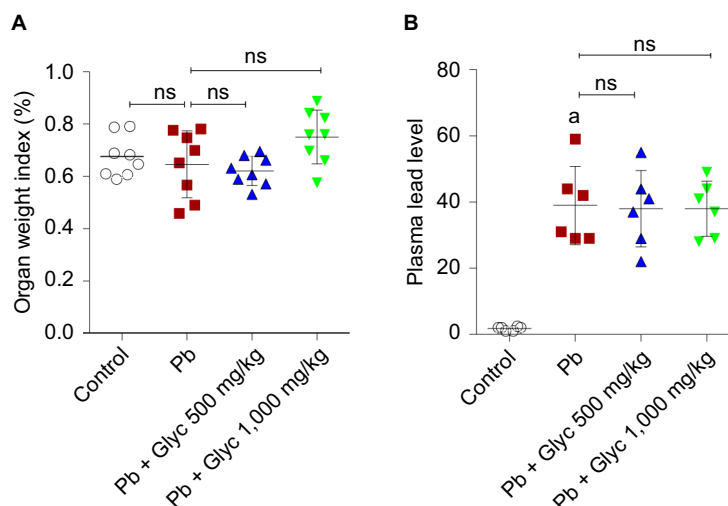 A
Organ weight index (%)
1.0
0.8
0.6
0.4
0.2
0.0
ns
ns
ns
Control
Pb
Pb + Glyc 500 mg/kg
Pb + Glyc 1,000 mg/kg
B
Plasma lead level
80
60
40
20
0
ns
ns
a
Control
Pb
Pb + Glyc 500 mg/kg
Pb + Glyc 1,000 mg/kg